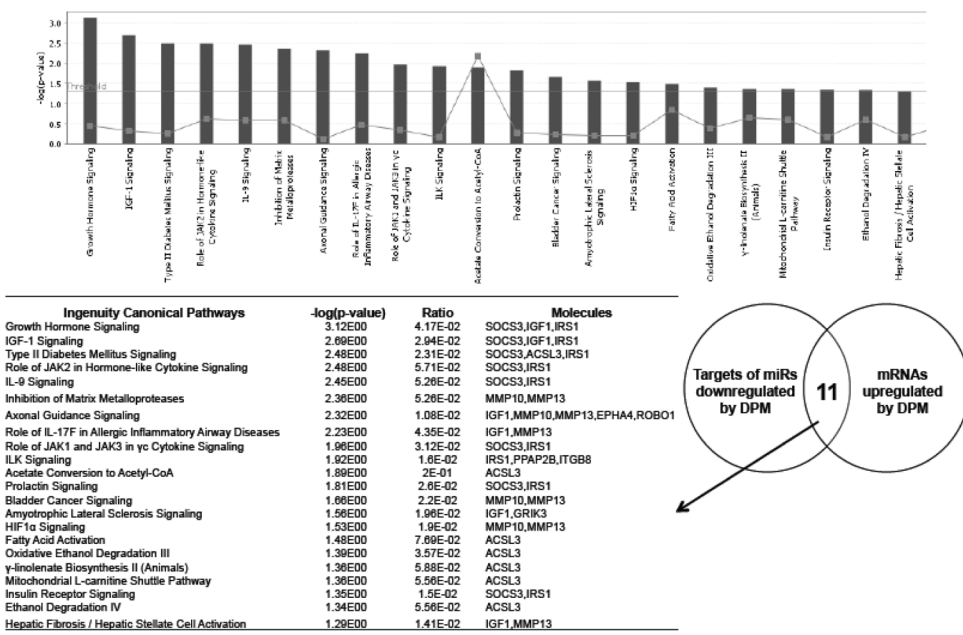 3.0
2.5
2.0
1.5
1.0
0.5
0.0
-log(p-value)
Threshold
Growth Hormone Signaling
IGF-1 Signaling
Type II Diabetes Mellitus Signaling
Role of JAK2 in Hormone-like
Cytokine Signaling
IL-9 Signaling
Inhibition of Matrix
Metalloproteases
Axonal Guidance Signaling
Role of IL-17F in Allergic
Inflammatory Airway Diseases
Role of JAK1 and JAK3 in γc
Cytokine Signaling
ILK Signaling
Acetate Conversion to Acetyl-CoA
Prolactin Signaling
Bladder Cancer Signaling
Amyotrophic Lateral Sclerosis
Signaling
HIF1α Signaling
Fatty Acid Activation
Oxidative Ethanol Degradation III
γ-linolenate Biosynthesis II
(Animals)
Mitochondrial L-carnitine Shuttle
Pathway
Insulin Receptor Signaling
Ethanol Degradation IV
Hepatic Fibrosis / Hepatic Stellate
Cell Activation
Ingenuity Canonical Pathways -log(p-value) Ratio Molecules
Growth Hormone Signaling 3.12E00 4.17E-02 SOCS3,IGF1,IRS1
IGF-1 Signaling 2.69E00 2.94E-02 SOCS3,IGF1,IRS1
Type II Diabetes Mellitus Signaling 2.48E00 2.31E-02 SOCS3,ACSL3,IRS1
Role of JAK2 in Hormone-like Cytokine Signaling 2.48E00 5.71E-02 SOCS3,IRS1
IL-9 Signaling 2.45E00 5.26E-02 SOCS3,IRS1
Inhibition of Matrix Metalloproteases 2.36E00 5.26E-02 MMP10,MMP13
Axonal Guidance Signaling 2.32E00 1.08E-02 IGF1,MMP10,MMP13,EPHA4,ROBO1
Role of IL-17F in Allergic Inflammatory Airway Diseases 2.23E00 4.35E-02 IGF1,MMP13
Role of JAK1 and JAK3 in γc Cytokine Signaling 1.96E00 3.12E-02 SOCS3,IRS1
ILK Signaling 1.92E00 1.6E-02 IRS1,PPAP2B,ITGB8
Acetate Conversion to Acetyl-CoA 1.89E00 2E-01 ACSL3
Prolactin Signaling 1.81E00 2.6E-02 SOCS3,IRS1
Bladder Cancer Signaling 1.66E00 2.2E-02 MMP10,MMP13
Amyotrophic Lateral Sclerosis Signaling 1.56E00 1.96E-02 IGF1,GRIK3
HIF1α Signaling 1.53E00 1.9E-02 MMP10,MMP13
Fatty Acid Activation 1.48E00 7.69E-02 ACSL3
Oxidative Ethanol Degradation III 1.39E00 3.57E-02 ACSL3
γ-linolenate Biosynthesis II (Animals) 1.36E00 5.88E-02 ACSL3
Mitochondrial L-carnitine Shuttle Pathway 1.36E00 5.56E-02 ACSL3
Insulin Receptor Signaling 1.35E00 1.5E-02 SOCS3,IRS1
Ethanol Degradation IV 1.34E00 5.56E-02 ACSL3
Hepatic Fibrosis / Hepatic Stellate Cell Activation 1.29E00 1.41E-02 IGF1,MMP13
Targets of miRs
downregulated
by DPM
11
mRNAs
upregulated
by DPM